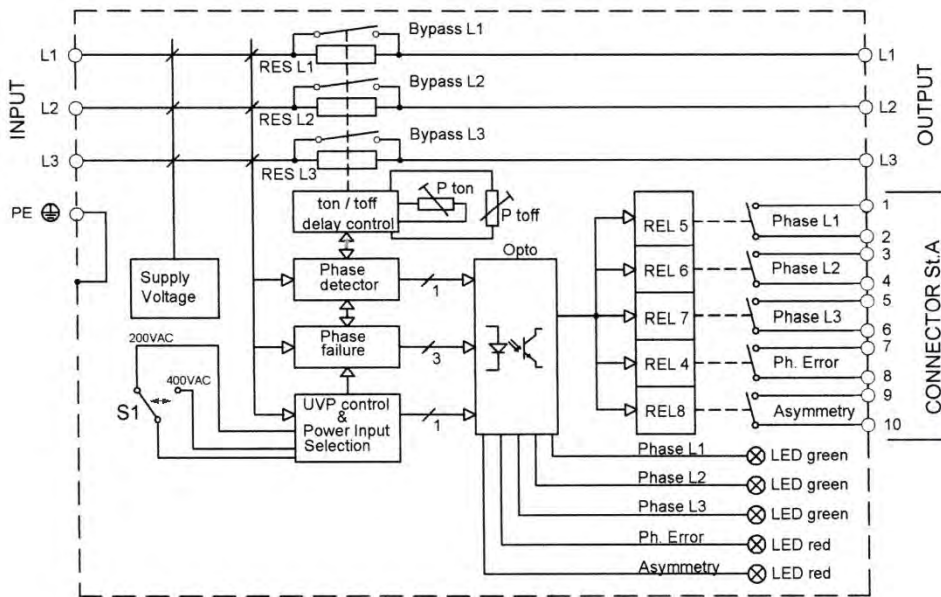 Bypass L1
L1
RES L1
L1
INPUT
Bypass L2
L2
RES L2
L2
OUTPUT
Bypass L3
L3
RES L3
L3
PE
ton / toff
delay control
P ton
P toff
Supply
Voltage
Phase
detector
1
Opto
Phase
failure
3
200VAC
400VAC
S1
UVP control
&
Power Input
Selection
1
REL 5
REL 6
REL 7
REL 4
REL8
Phase L1
1
2
Phase L2
3
4
Phase L3
5
6
Ph. Error
7
8
Asymmetry
9
10
CONNECTOR St.A
Phase L1
LED green
Phase L2
LED green
Phase L3
LED green
Ph. Error
LED red
Asymmetry
LED red